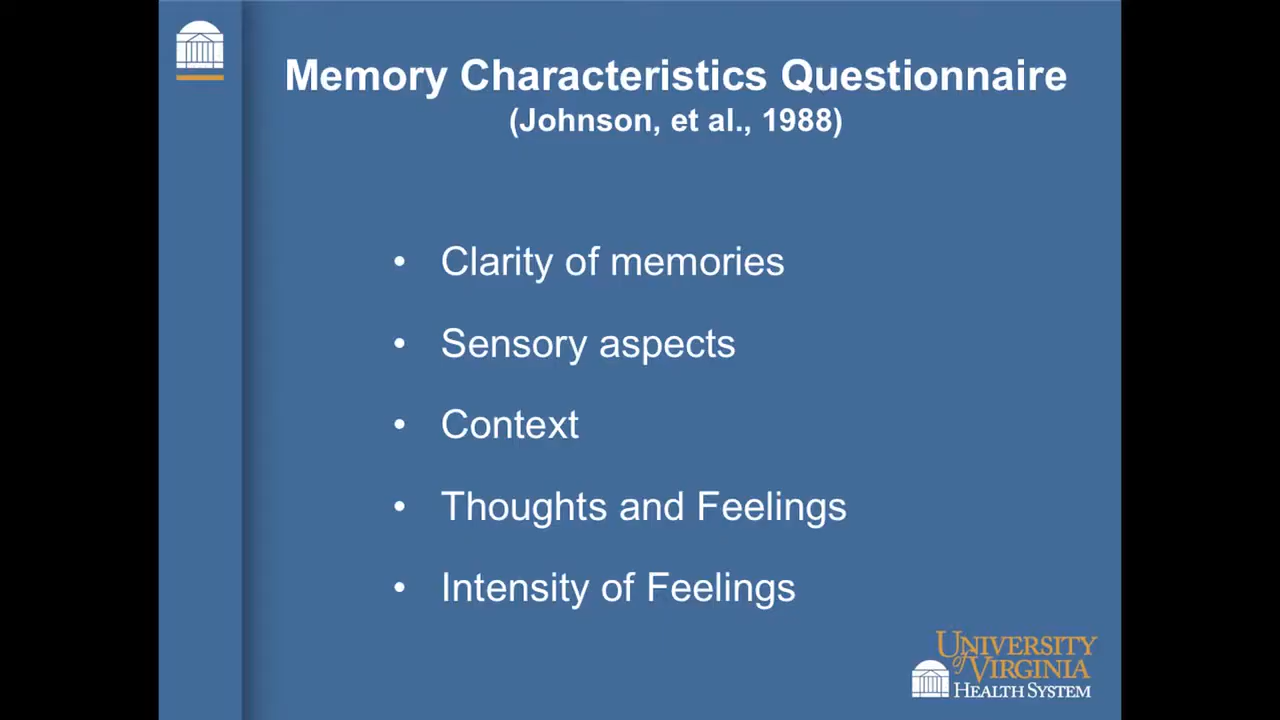 Memory Characteristics Questionnaire
(Johnson, et al., 1988)
• Clarity of memories
• Sensory aspects
• Context
• Thoughts and Feelings
• Intensity of Feelings
UNIVERSITY
of VIRGINIA
HEALTH SYSTEM